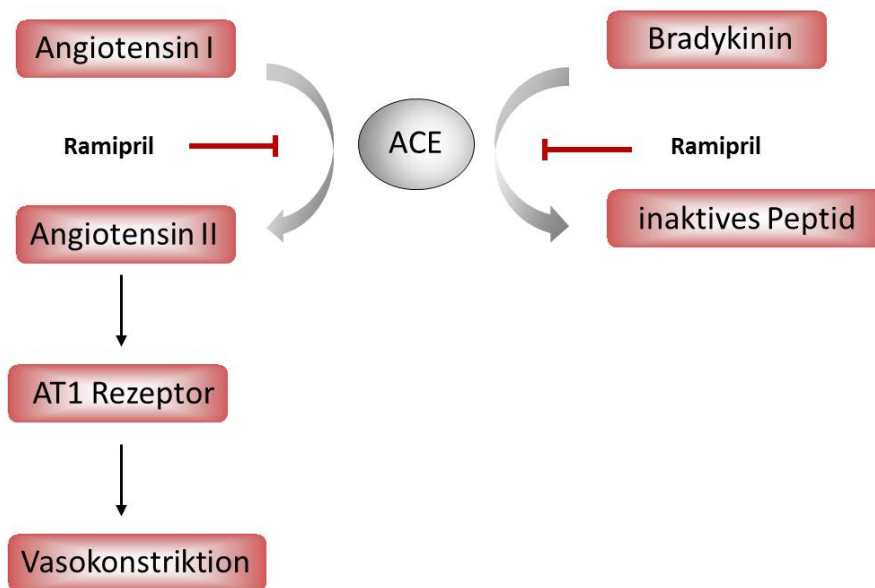 Angiotensin I
Bradykinin
ACE
Ramipril
Ramipril
Angiotensin II
inaktives Peptid
AT1 Rezeptor
Vasokonstriktion